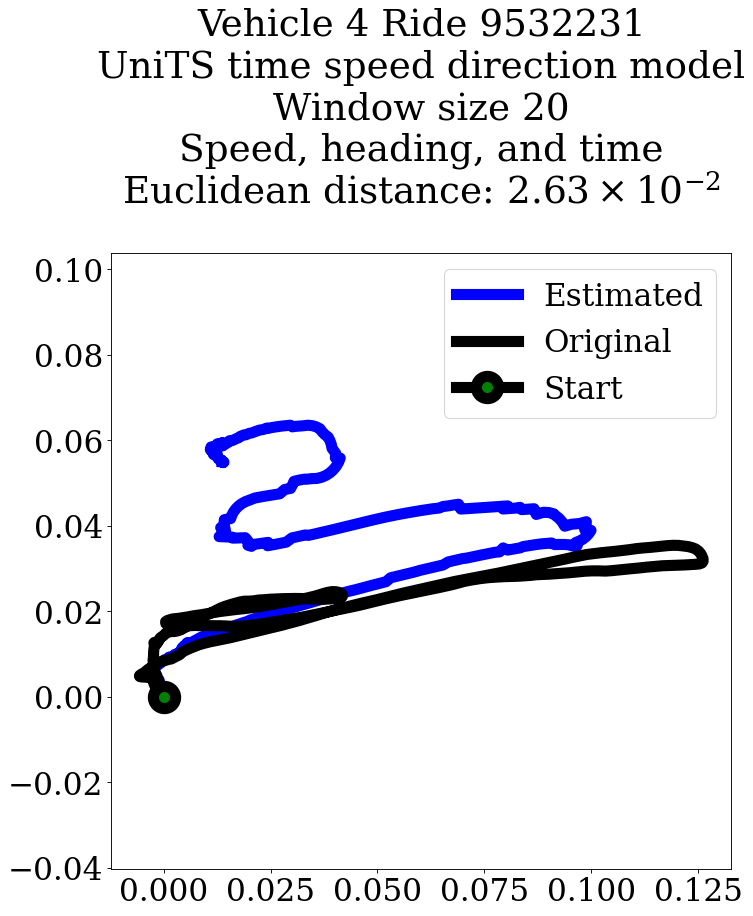 Vehicle 4 Ride 9532231
UniTS time speed direction model
Window size 20
Speed, heading, and time
Euclidean distance: 2.63 × 10⁻²
Estimated
Original
Start
0.10
0.08
0.06
0.04
0.02
0.00
−0.02
−0.04
0.000 0.025 0.050 0.075 0.100 0.125